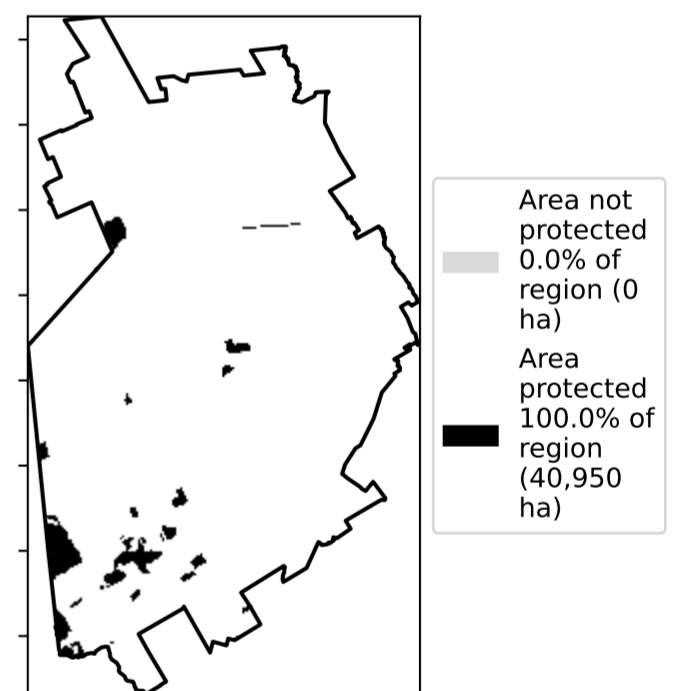 Area not
protected
0.0% of
region (0
ha)
Area
protected
100.0% of
region
(40,950
ha)